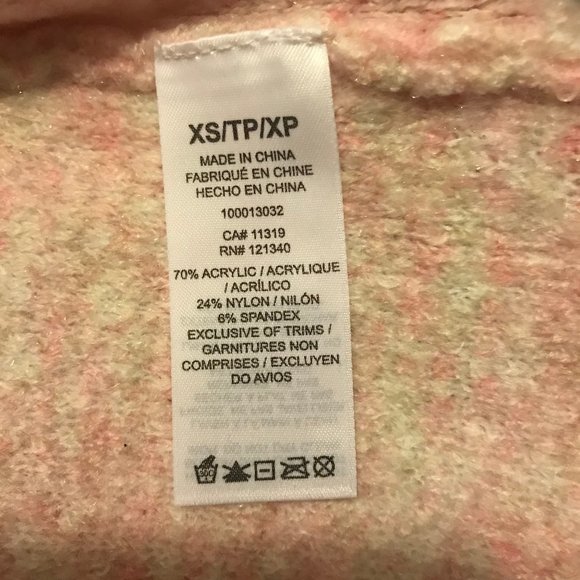 XS/TP/XP
MADE IN CHINA
FABRIQUÉ EN CHINE
HECHO EN CHINA
100013032
CA# 11319
RN# 121340
70% ACRYLIC / ACRYLIQUE
/ ACRÍLICO
24% NYLON / NILÓN
6% SPANDEX
EXCLUSIVE OF TRIMS /
GARNITURES NON
COMPRISES / EXCLUYEN
DO AVIOS